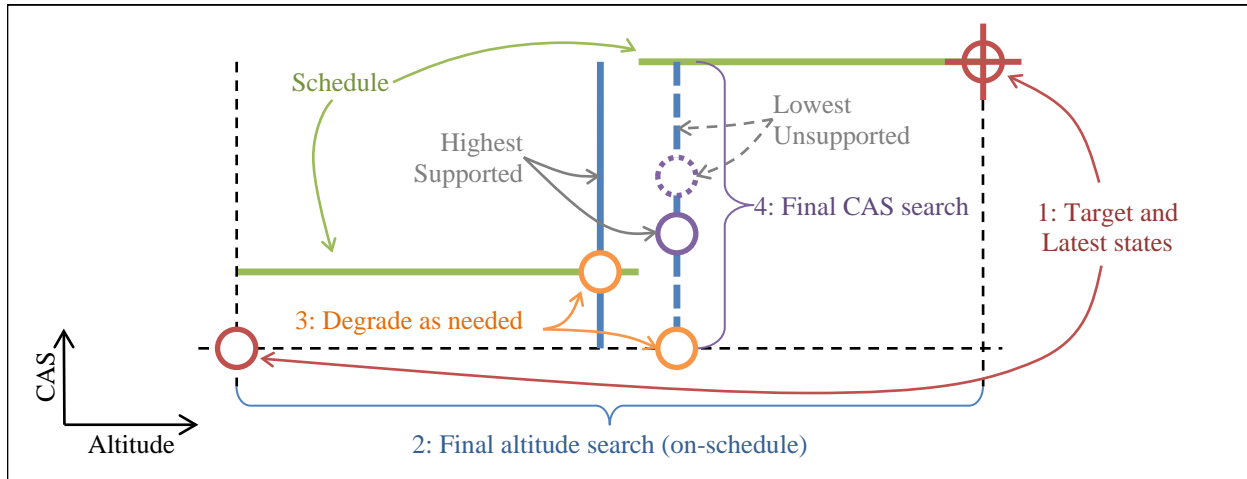 Schedule
Lowest
Unsupported
Highest
Supported
4: Final CAS search
1: Target and
Latest states
3: Degrade as needed
CAS
Altitude
2: Final altitude search (on-schedule)